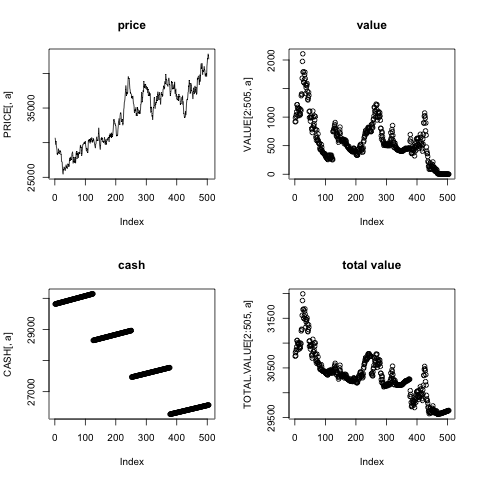 price
PRICE[, a]
25000
35000
0 100 200 300 400 500
Index
value
VALUE[2:505, a]
0
500
1000
2000
0 100 200 300 400 500
Index
cash
CASH[, a]
27000
29000
0 100 200 300 400 500
Index
total value
TOTAL.VALUE[2:505, a]
29500
30500
31500
0 100 200 300 400 500
Index